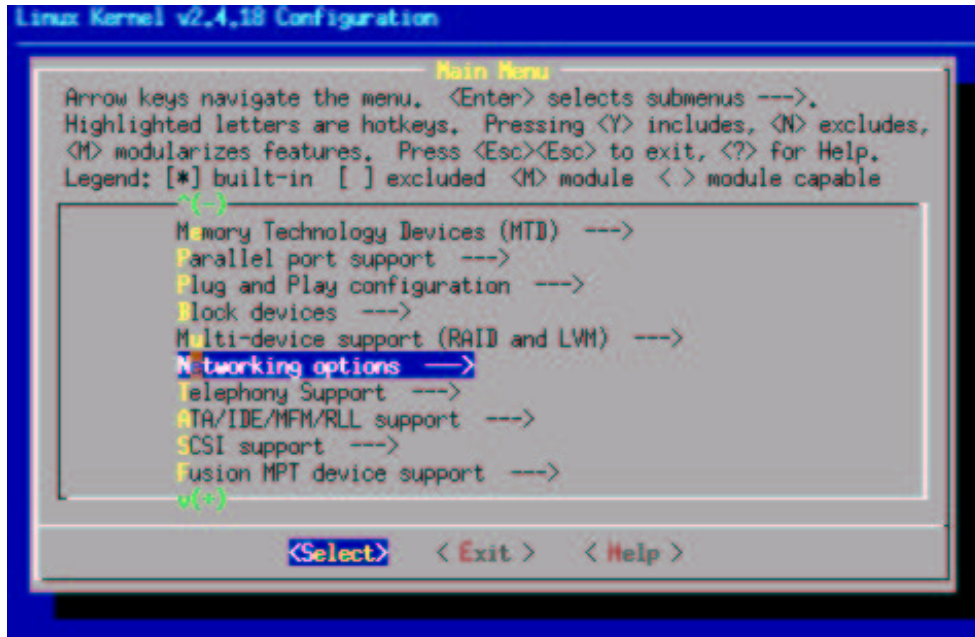 Linux Kernel v2.4.18 Configuration
Main Menu
Arrow keys navigate the menu. <Enter> selects submenus --->.
Highlighted letters are hotkeys. Pressing <Y> includes, <N> excludes,
<M> modularizes features. Press <Esc><Esc> to exit, <?> for Help.
Legend: [*] built-in [ ] excluded <M> module < > module capable
^(-)
Memory Technology Devices (MTD) --->
Parallel port support --->
Plug and Play configuration --->
Block devices --->
Multi-device support (RAID and LVM) --->
Networking options --->
Telephony Support --->
ATA/IDE/MFM/RLL support --->
SCSI support --->
Fusion MPT device support --->
v(+)
<Select> < Exit > < Help >